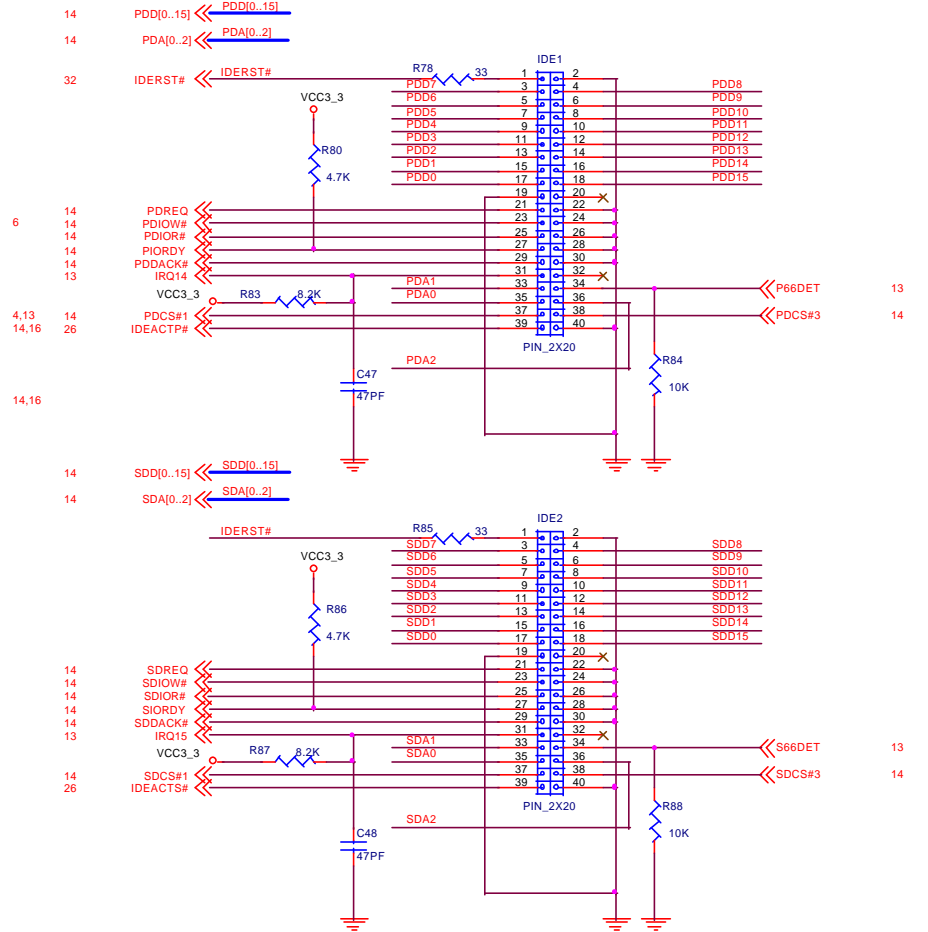 14 PDD[0..15] PDD[0..15]
14 PDA[0..2] PDA[0..2]
IDE1
32 IDERST# IDERST# R78 33 1 2
PDD7 3 4 PDD8
VCC3_3 PDD6 5 6 PDD9
PDD5 7 8 PDD10
PDD4 9 10 PDD11
PDD3 11 12 PDD12
R80 PDD2 13 14 PDD13
PDD1 15 16 PDD14
4.7K PDD0 17 18 PDD15
19 20
14 PDREQ 21 22
6 14 PDIOW# 23 24
14 PDIOR# 25 26
14 PIORDY 27 28
14 PDDACK# 29 30
13 IRQ14 31 32
PDA1 33 34 P66DET 13
VCC3_3 R83 8.2K PDA0 35 36
4,13 14 PDCS#1 37 38 PDCS#3 14
14,16 26 IDEACTP# 39 40
PIN_2X20
PDA2 R84
C47 10K
14,16 47PF
14 SDD[0..15] SDD[0..15]
14 SDA[0..2] SDA[0..2]
IDE2
IDERST# R85 33 1 2
SDD7 3 4 SDD8
VCC3_3 SDD6 5 6 SDD9
SDD5 7 8 SDD10
SDD4 9 10 SDD11
SDD3 11 12 SDD12
R86 SDD2 13 14 SDD13
SDD1 15 16 SDD14
4.7K SDD0 17 18 SDD15
19 20
14 SDREQ 21 22
14 SDIOW# 23 24
14 SDIOR# 25 26
14 SIORDY 27 28
14 SDDACK# 29 30
13 IRQ15 31 32
SDA1 33 34 S66DET 13
VCC3_3 R87 8.2K SDA0 35 36
14 SDCS#1 37 38 SDCS#3 14
26 IDEACTS# 39 40
PIN_2X20 R88
SDA2
C48 10K
47PF